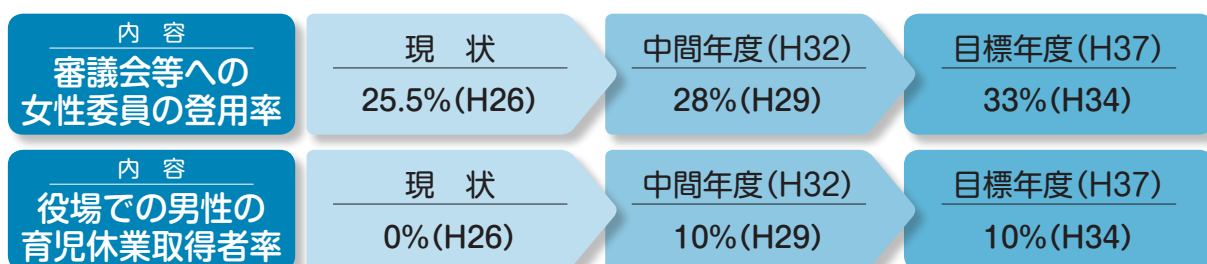 内　容
審議会等への
女性委員の登用率
現　状
25.5%(H26)
中間年度(H32)
28%(H29)
目標年度(H37)
33%(H34)
内　容
役場での男性の
育児休業取得者率
現　状
0%(H26)
中間年度(H32)
10%(H29)
目標年度(H37)
10%(H34)